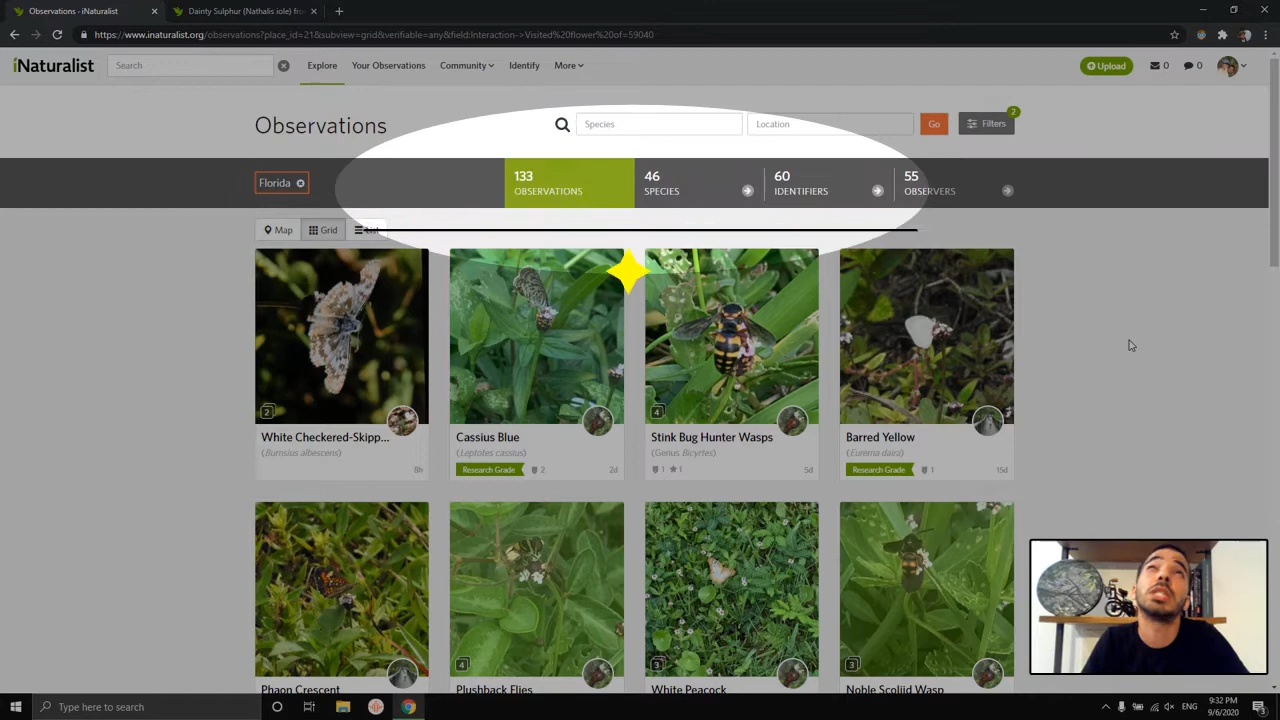 Observations - iNaturalist
Dainty Sulphur (Nathalis iole) fro
https://www.inaturalist.org/observations?place_id=21&subview=grid&verifiable=any&field:Interaction->Visited%20flower%20of=59040
iNaturalist
Search
Explore
Your Observations
Community
Identify
More
Upload
0
0
Observations
Species
Location
Go
Filters
2
Florida
133
OBSERVATIONS
46
SPECIES
60
IDENTIFIERS
55
OBSERVERS
Map
Grid
List
2
4
White Checkered-Skipp...
(Burnsius albescens)
8h
Cassius Blue
(Leptotes cassius)
Research Grade
2
2d
Stink Bug Hunter Wasps
(Genus Bicyrtes)
1
1
5d
Barred Yellow
(Eurema daira)
Research Grade
1
15d
4
3
3
Phaon Crescent
Plushback Flies
White Peacock
Noble Scoliid Wasp
Type here to search
ENG
9:32 PM
9/6/2020
3